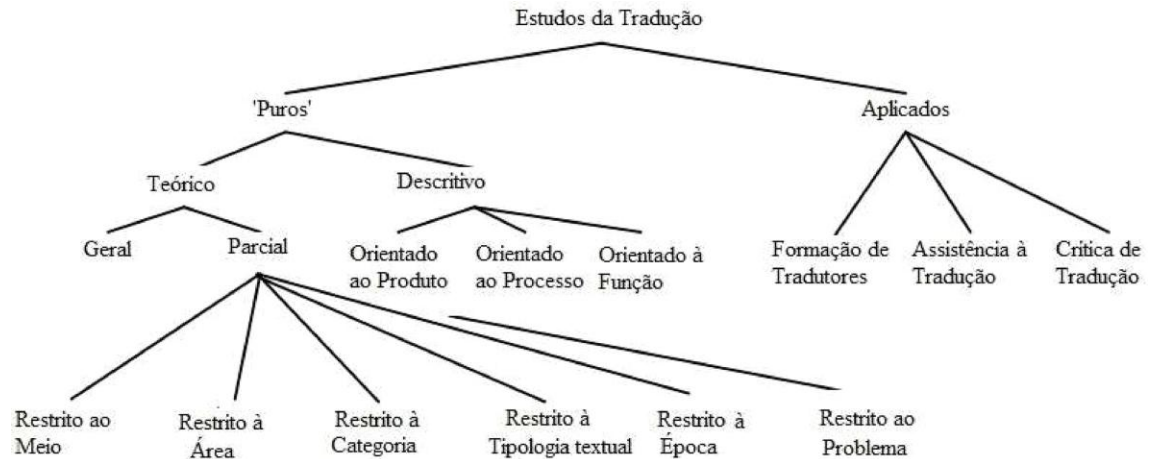 Estudos da Tradução
'Puros'
Aplicados
Teórico
Descritivo
Geral
Parcial
Orientado
ao Produto
Orientado
ao Processo
Orientado à
Função
Formação de
Tradutores
Assistência à
Tradução
Crítica de
Tradução
Restrito ao
Meio
Restrito à
Área
Restrito à
Categoria
Restrito à
Tipologia textual
Restrito à
Época
Restrito ao
Problema